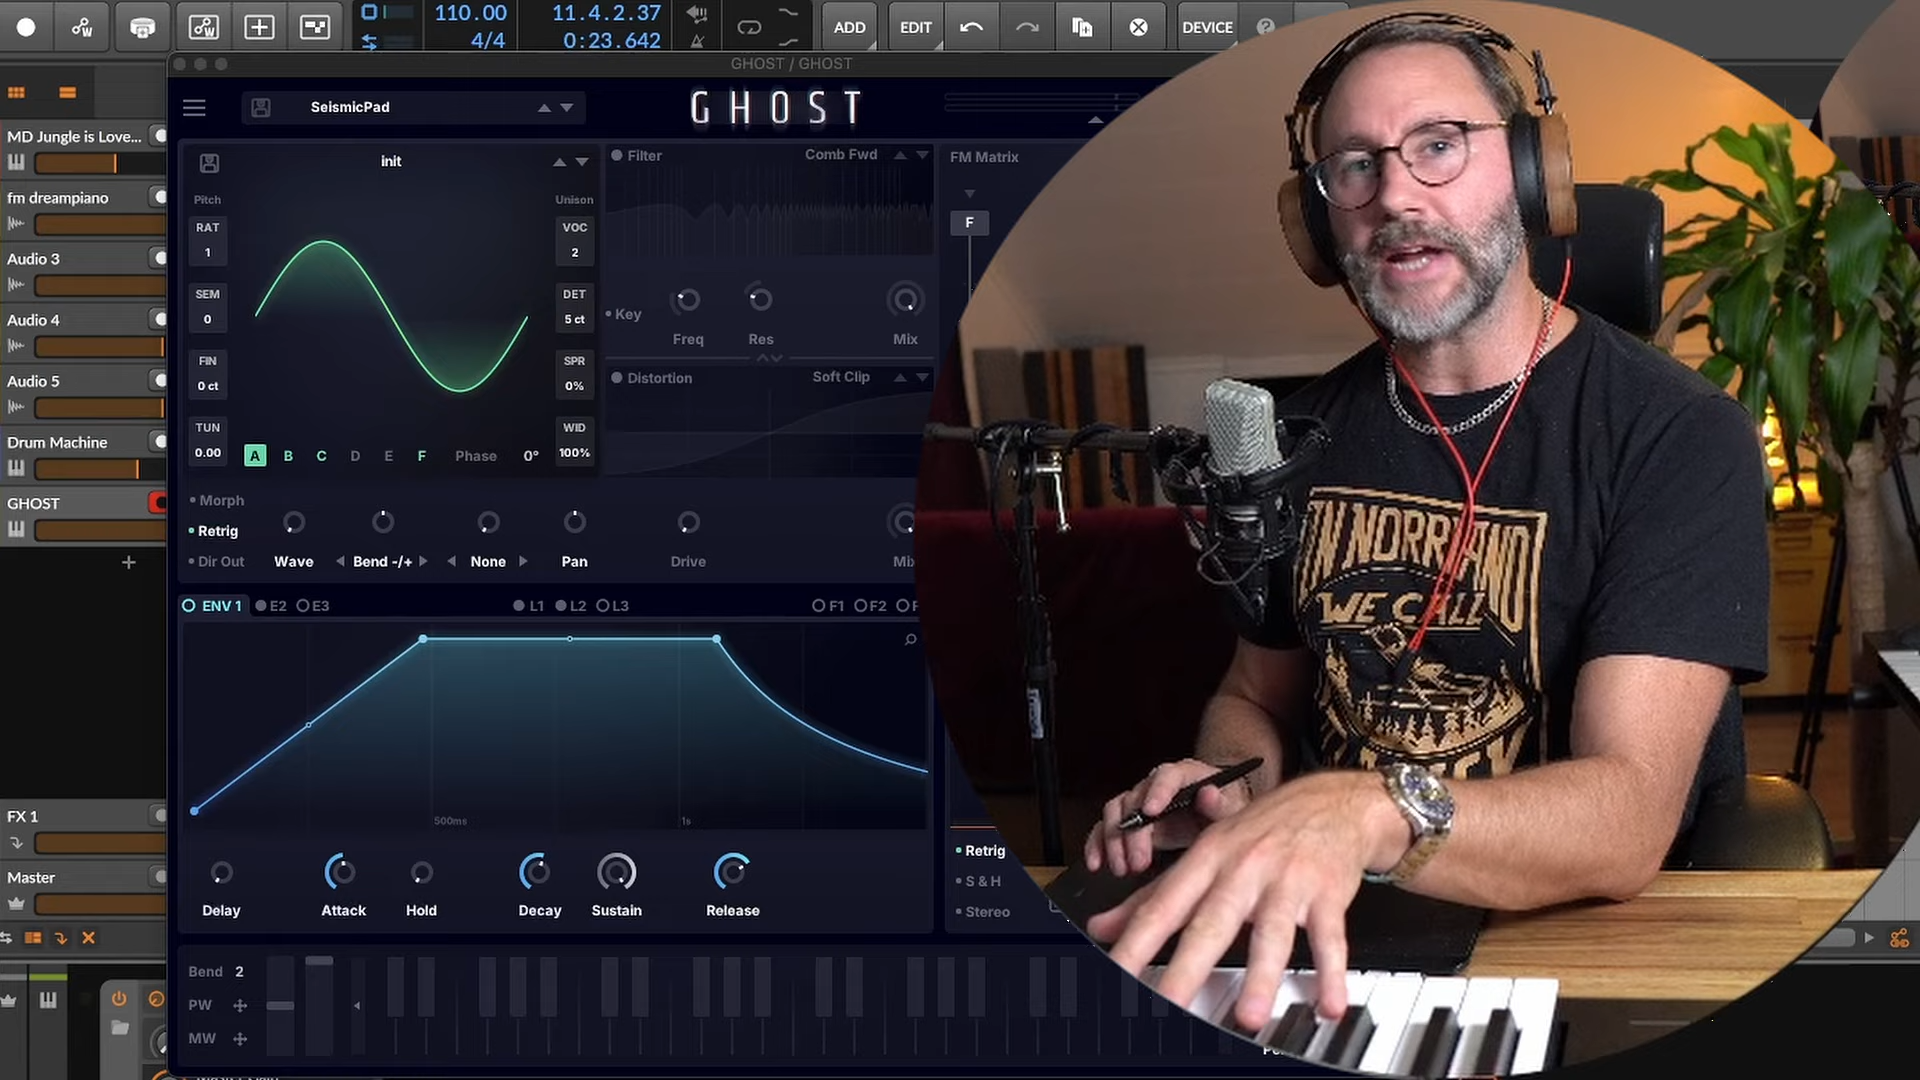 110.00
4/4
11.4.2.37
0:23.642
ADD
EDIT
DEVICE
?
GHOST / GHOST
SeismicPad
GHOST
MD Jungle is Love...
fm dreampiano
Audio 3
Audio 4
Audio 5
Drum Machine
GHOST
FX 1
Master
init
Pitch
Unison
RAT
1
VOC
2
SEM
0
DET
5 ct
FIN
0 ct
SPR
0%
TUN
0.00
WID
100%
A B C D E F Phase 0°
Morph
Retrig
Dir Out
Wave
Bend -/+
None
Pan
Filter
Comb Fwd
Key
Freq
Res
Mix
Distortion
Soft Clip
Drive
FM Matrix
F
ENV 1 E2 E3 L1 L2 L3 F1 F2
500ms
1s
Delay
Attack
Hold
Decay
Sustain
Release
Retrig
S & H
Stereo
Bend 2
PW
MW
IN NORRLAND
WE CALL